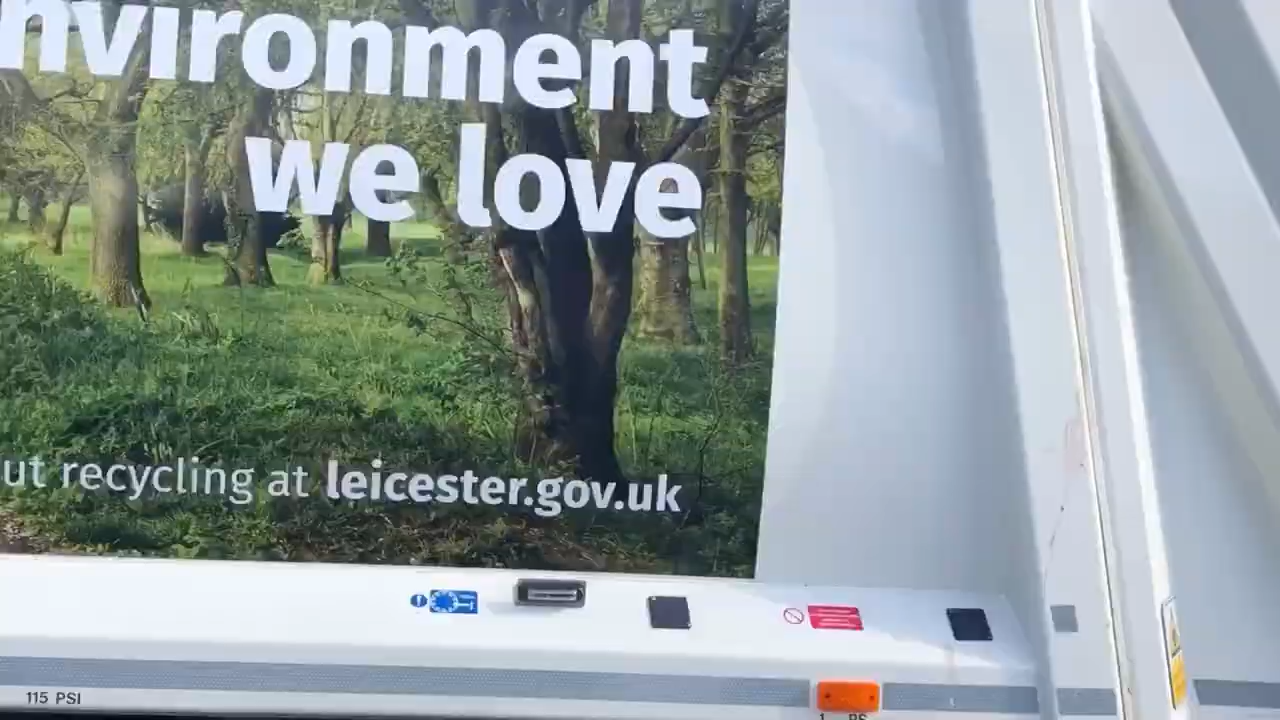 nvironment
we love
ut recycling at leicester.gov.uk
115 PSI